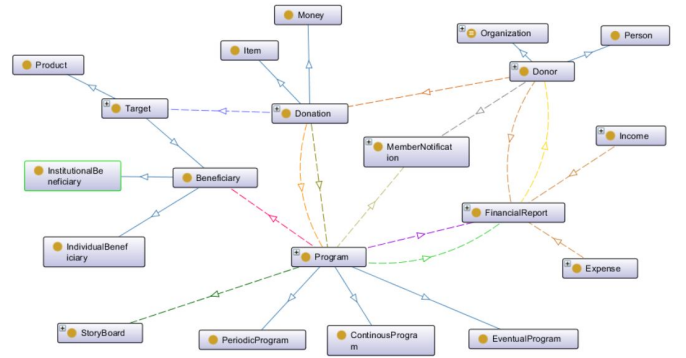 Money
Organization
Person
Item
Product
Donor
Target
Donation
Income
MemberNotificat
ion
InstitutionalBe
neficiary
Beneficiary
FinancialReport
IndividualBenef
iciary
Program
Expense
StoryBoard
PeriodicProgram
ContinousProgra
m
EventualProgram